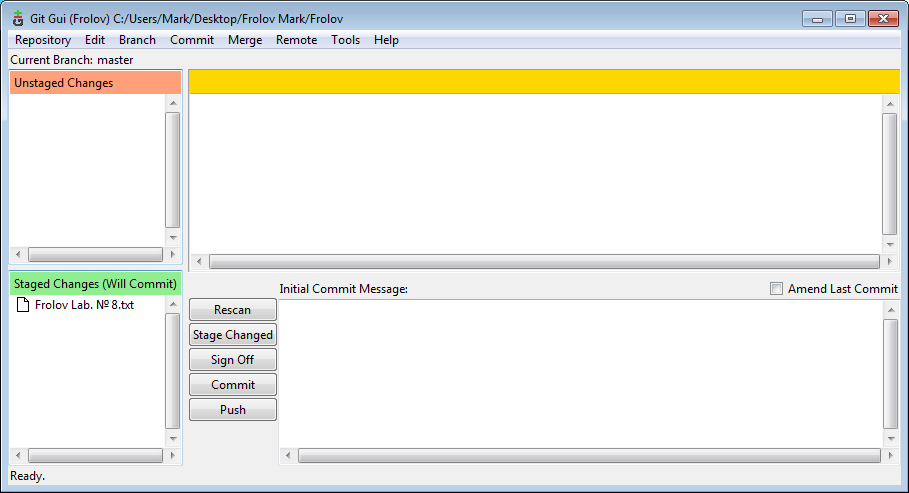 Git Gui (Frolov) C:/Users/Mark/Desktop/Frolov Mark/Frolov
Repository Edit Branch Commit Merge Remote Tools Help
Current Branch: master
Unstaged Changes
Staged Changes (Will Commit)
Frolov Lab. № 8.txt
Initial Commit Message:
Amend Last Commit
Rescan
Stage Changed
Sign Off
Commit
Push
Ready.